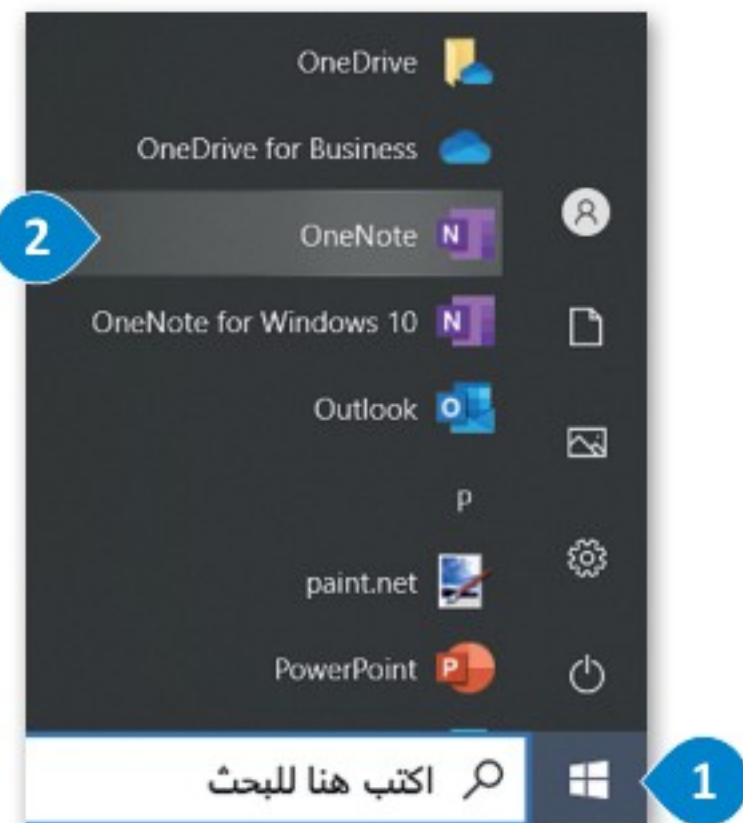 OneDrive
OneDrive for Business
2
OneNote
OneNote for Windows 10
Outlook
P
paint.net
PowerPoint
اكتب هنا للبحث
1